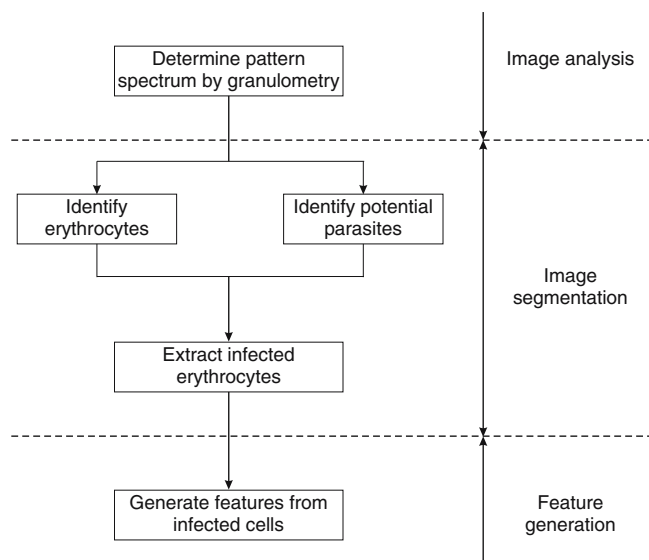 Determine pattern
spectrum by granulometry
Image analysis
Identify
erythrocytes
Identify potential
parasites
Image
segmentation
Extract infected
erythrocytes
Generate features from
infected cells
Feature
generation